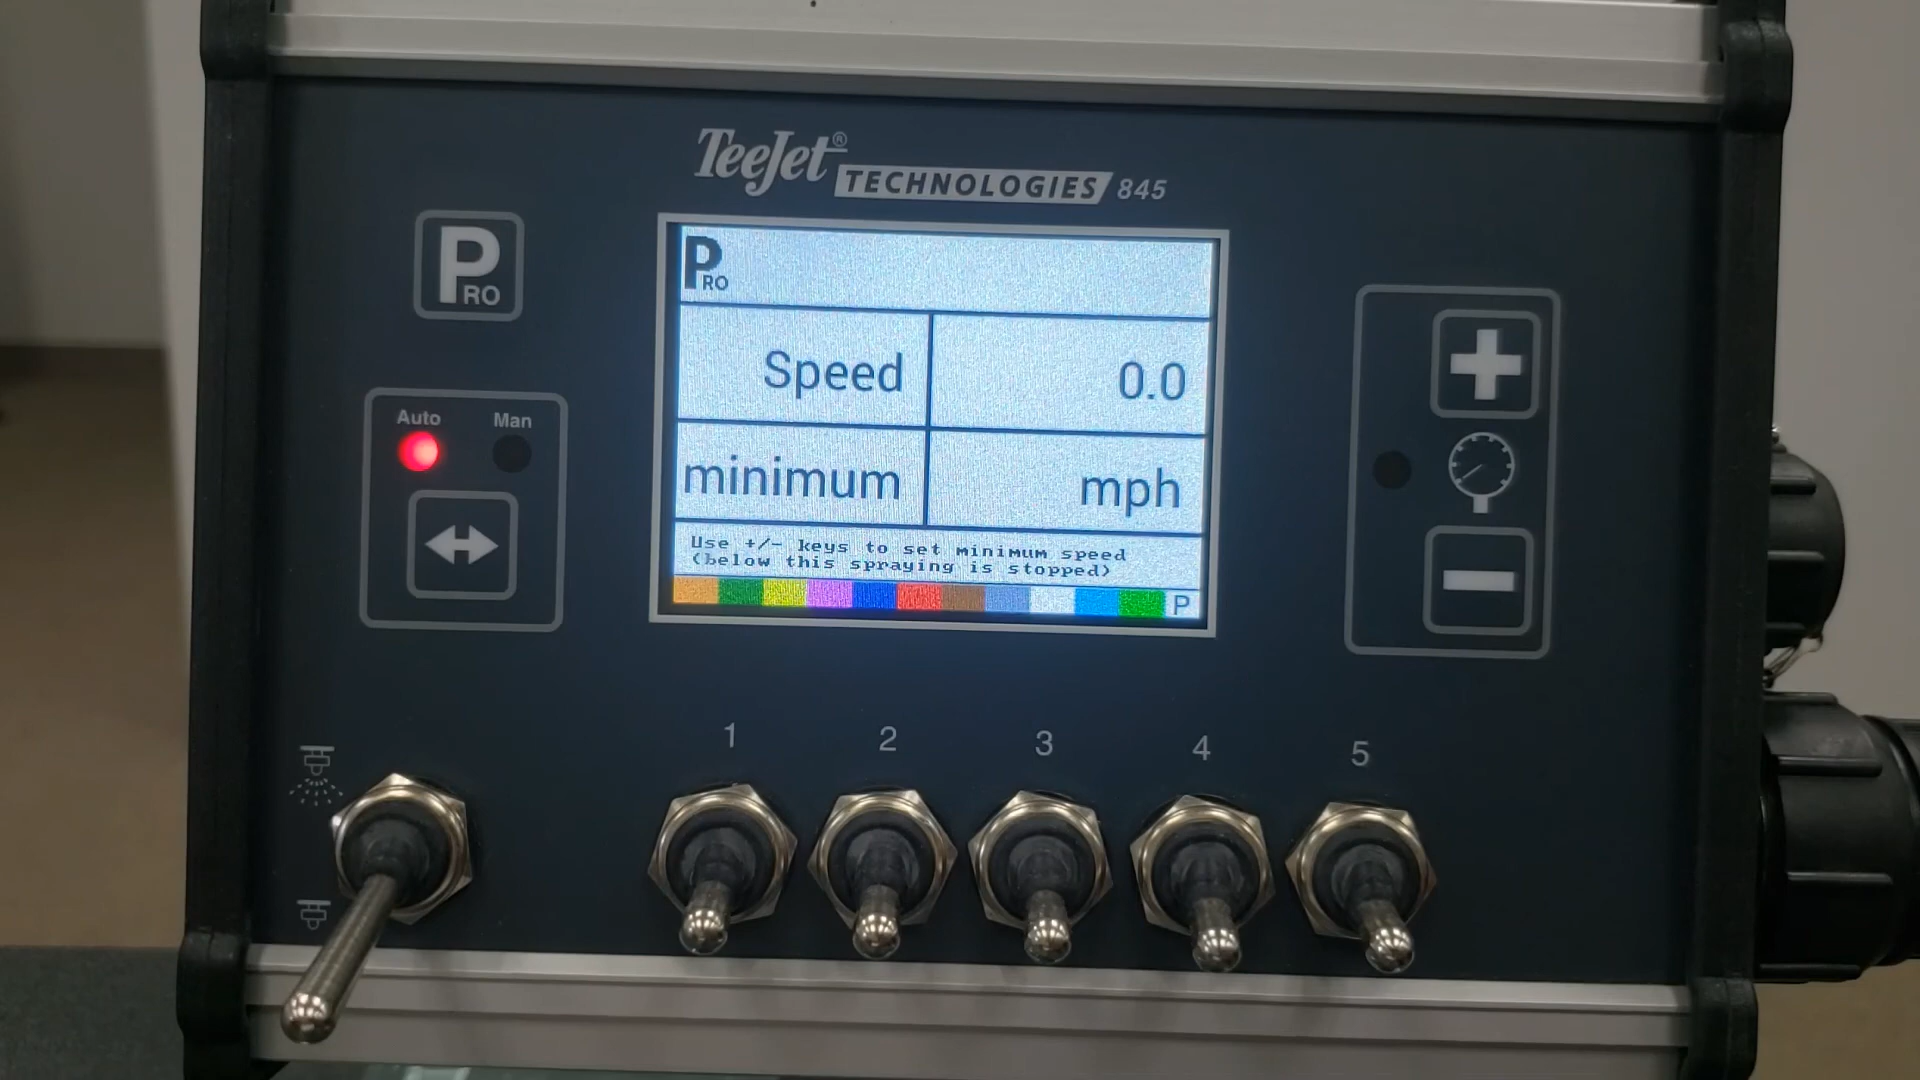 TeeJet®
TECHNOLOGIES 845
PRO
PRO
Speed 0.0
minimum mph
Use +/- keys to set minimum speed
(below this spraying is stopped)
P
Auto Man
1 2 3 4 5